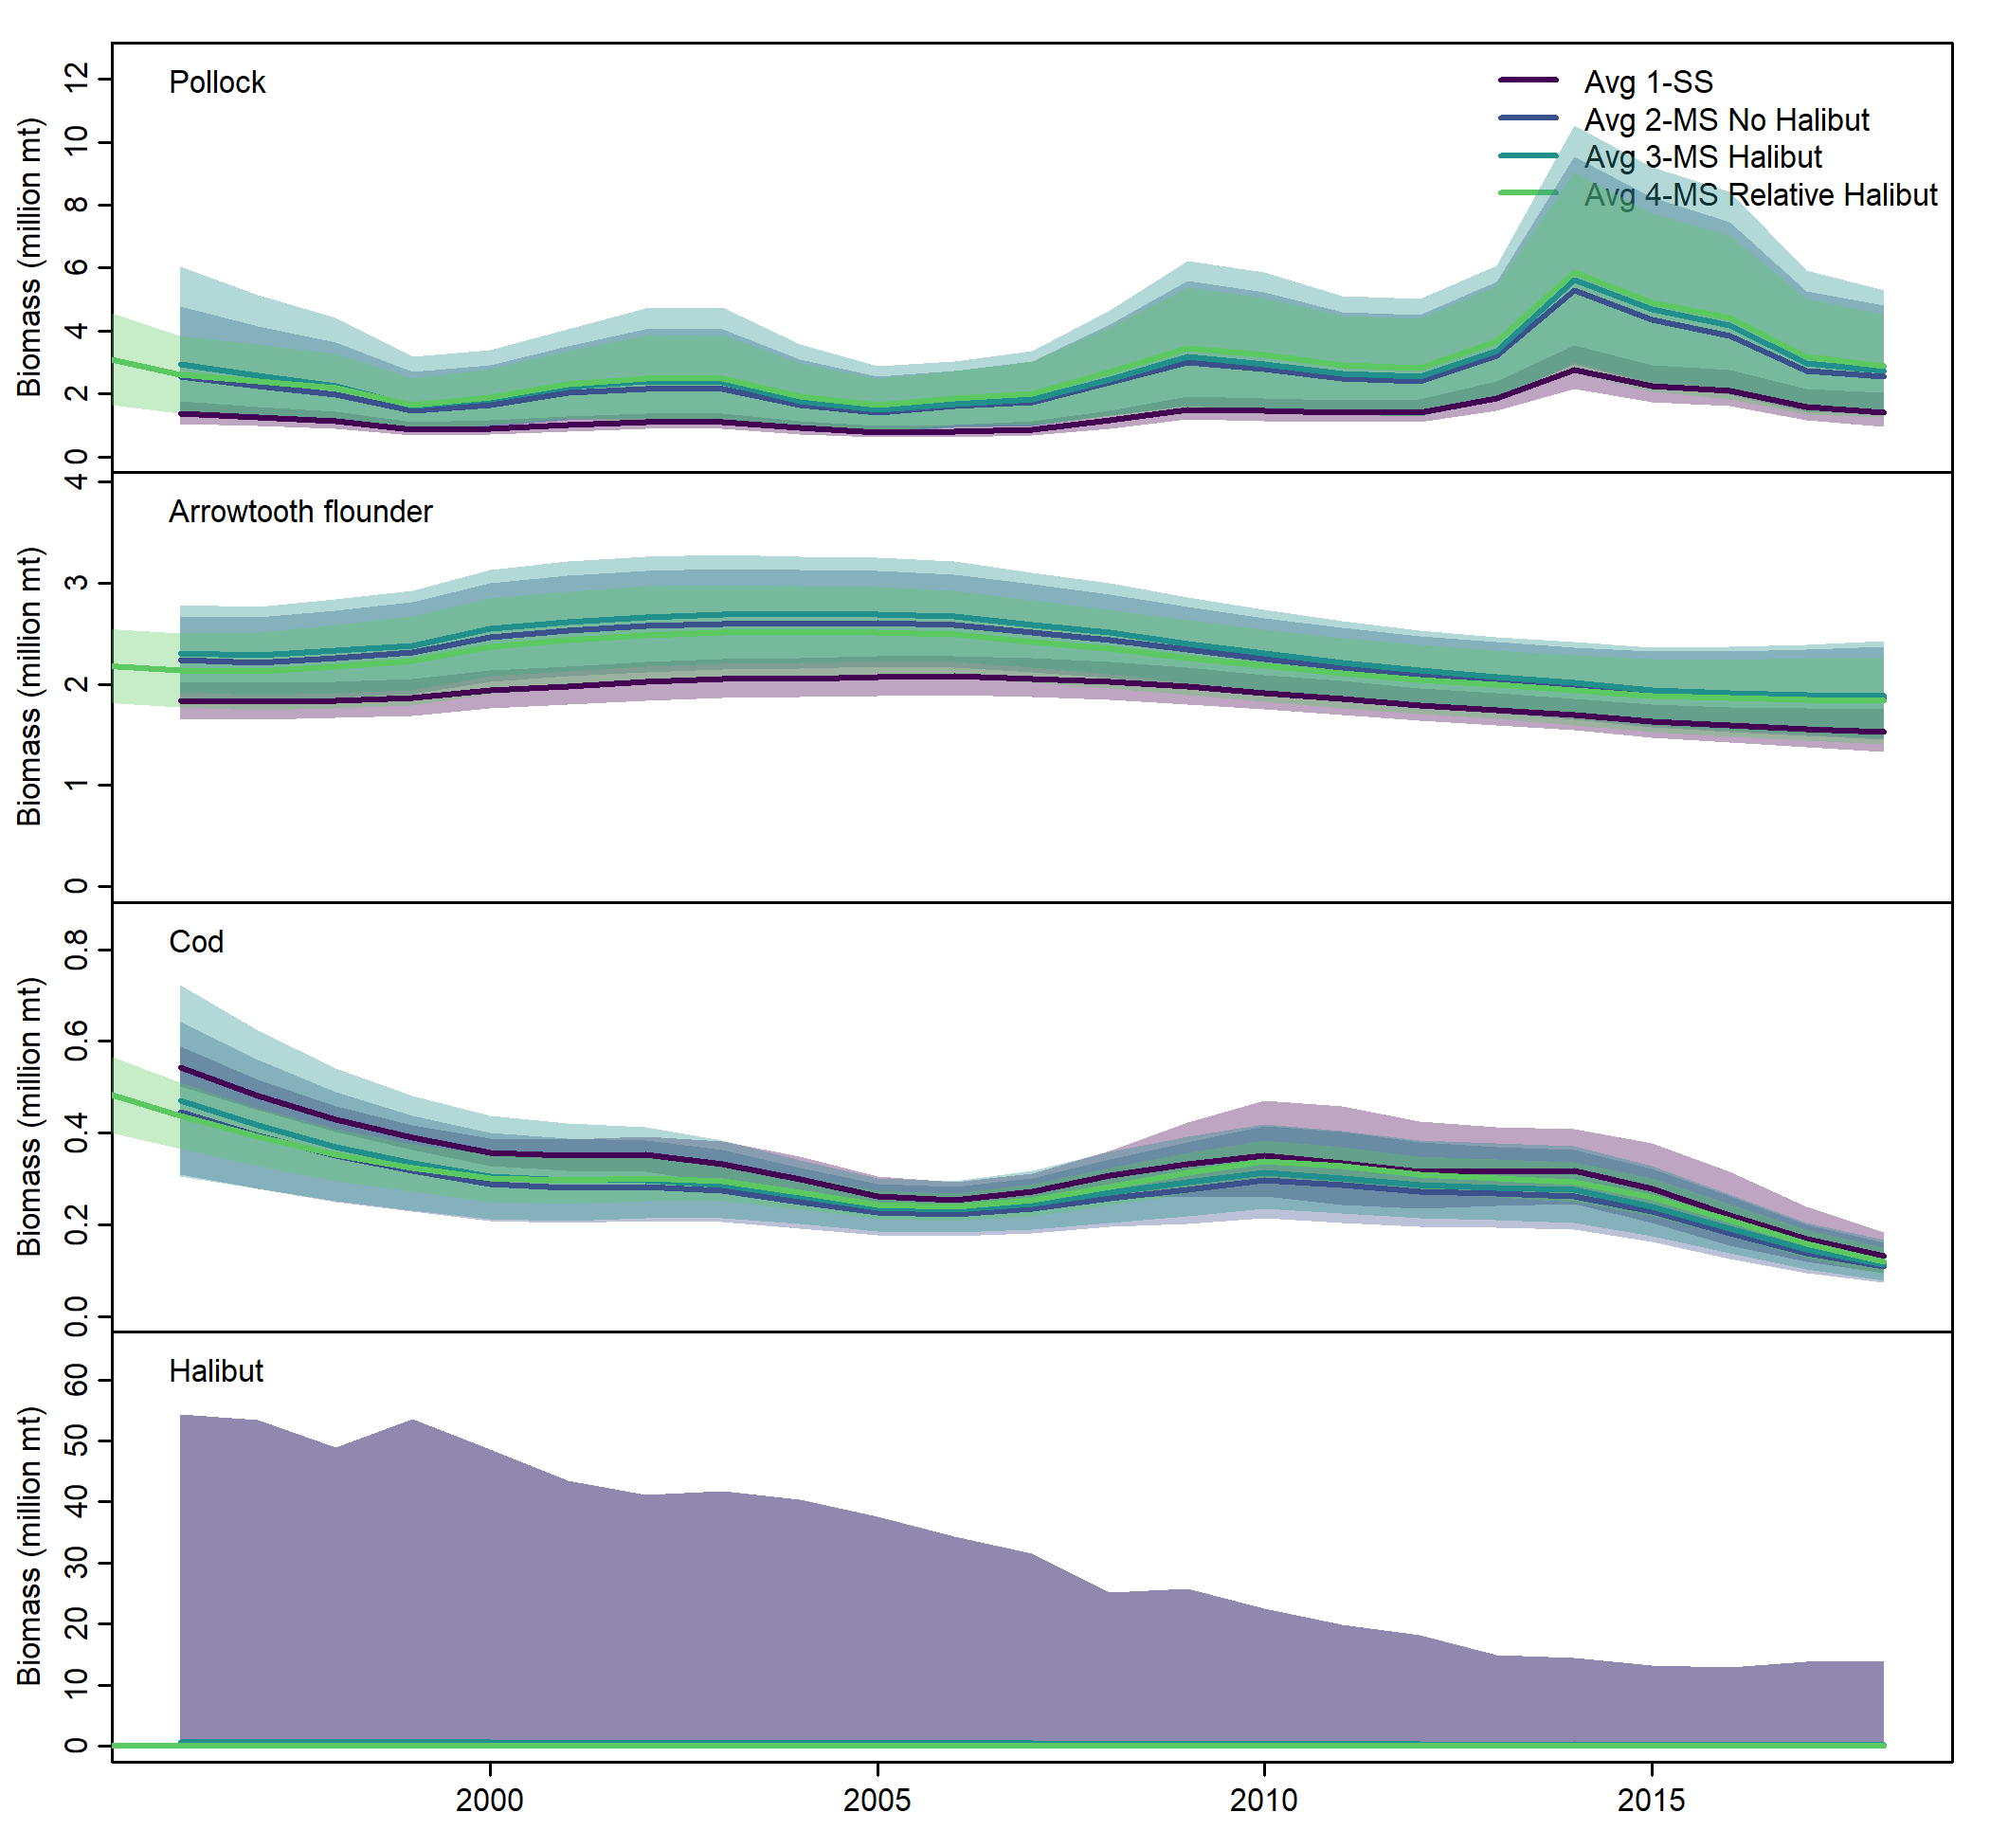 Pollock
Avg 1-SS
Avg 2-MS No Halibut
Avg 3-MS Halibut
Avg 4-MS Relative Halibut
Biomass (million mt)
12
10
8
6
4
2
0
Arrowtooth flounder
Biomass (million mt)
4
3
2
1
0
Cod
Biomass (million mt)
0.8
0.6
0.4
0.2
0.0
Halibut
Biomass (million mt)
60
50
40
30
20
10
0
2000 2005 2010 2015